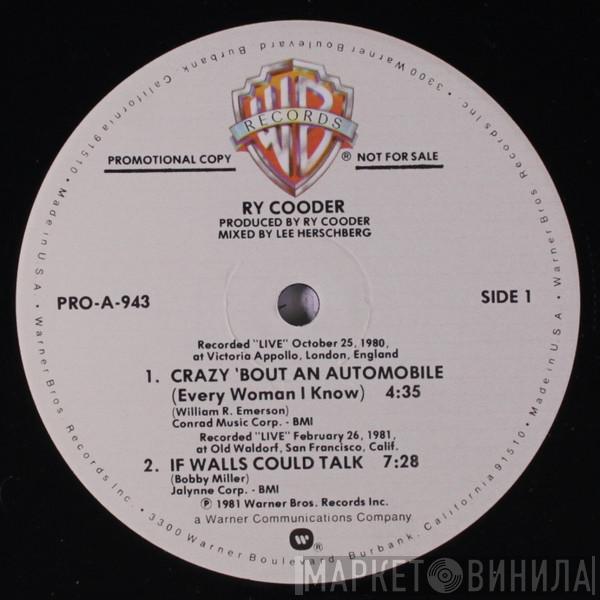 Made in U.S.A. • Warner Bros. Records Inc. • 3300 Warner Boulevard Burbank, California 91510 •
Made in U.S.A. • Warner Bros Records Inc. • 3300 Warner Boulevard, Burbank, California 91510 •
WB
RECORDS
®
PROMOTIONAL COPY
NOT FOR SALE
RY COODER
PRODUCED BY RY COODER
MIXED BY LEE HERSCHBERG
PRO-A-943
SIDE 1
Recorded "LIVE" October 25, 1980,
at Victoria Appollo, London, England
1. CRAZY 'BOUT AN AUTOMOBILE
(Every Woman I Know) 4:35
(William R. Emerson)
Conrad Music Corp. - BMI
Recorded "LIVE" February 26, 1981,
at Old Waldorf, San Francisco, Calif.
2. IF WALLS COULD TALK 7:28
(Bobby Miller)
Jalynne Corp. - BMI
℗ 1981 Warner Bros. Records Inc.
a Warner Communications Company
W ®
МАРКЕТ ВИНИЛА